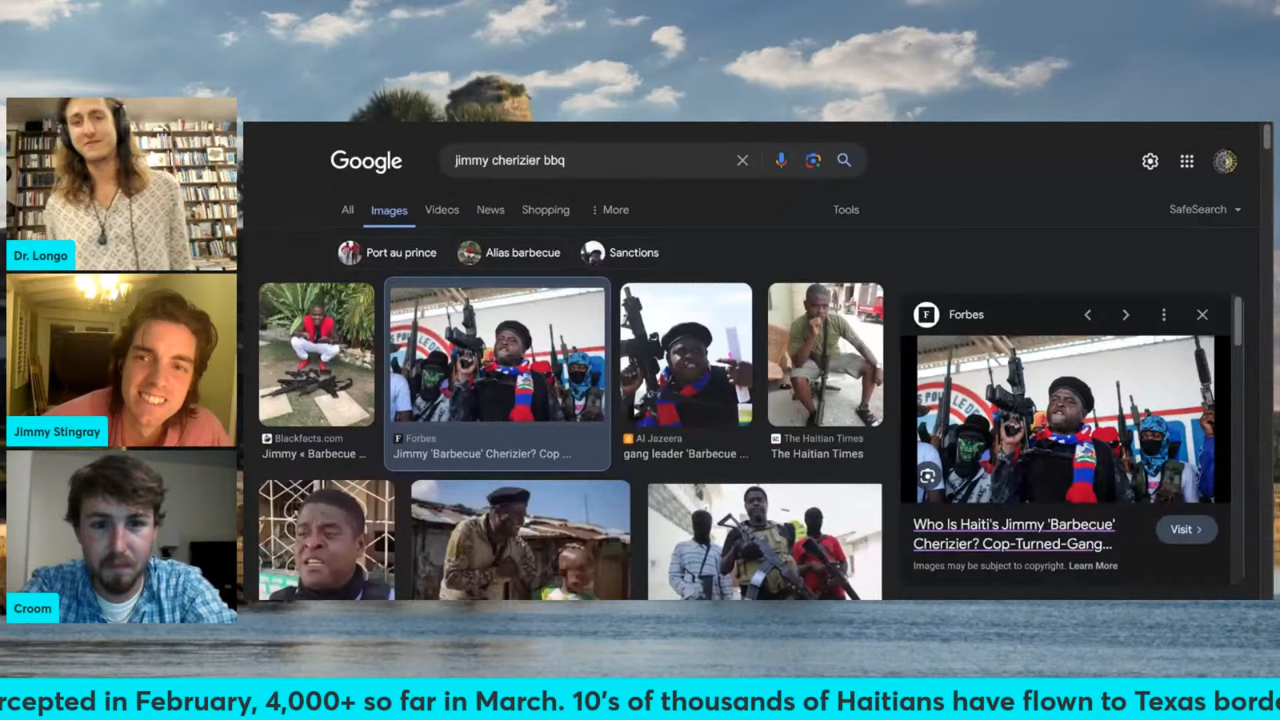 Google
jimmy cherizier bbq
All Images Videos News Shopping More Tools SafeSearch
Port au prince Alias barbecue Sanctions
Dr. Longo
Jimmy Stingray
Croom
Blackfacts.com
Jimmy « Barbecue ...
Forbes
Jimmy 'Barbecue' Cherizier? Cop ...
Al Jazeera
gang leader 'Barbecue ...
The Haitian Times
The Haitian Times
F Forbes
Who Is Haiti's Jimmy 'Barbecue'
Cherizier? Cop-Turned-Gang...
Visit
Images may be subject to copyright. Learn More
rcepted in February, 4,000+ so far in March. 10's of thousands of Haitians have flown to Texas borde